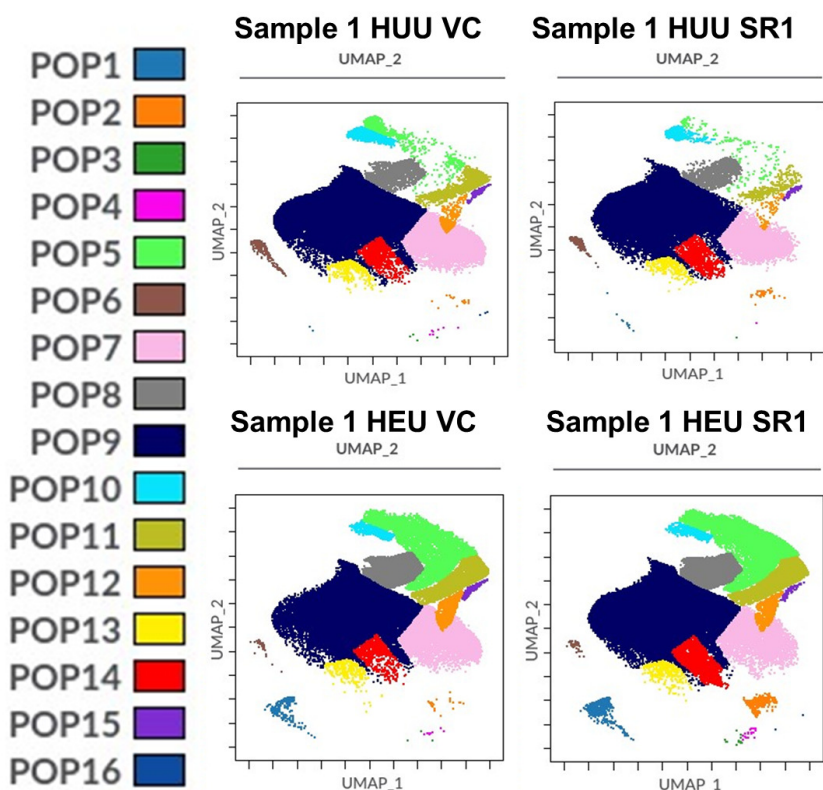 POP1
POP2
POP3
POP4
POP5
POP6
POP7
POP8
POP9
POP10
POP11
POP12
POP13
POP14
POP15
POP16
Sample 1 HUU VC
UMAP_2
UMAP_2
UMAP_1
Sample 1 HUU SR1
UMAP_2
UMAP_2
UMAP_1
Sample 1 HEU VC
UMAP_2
UMAP_2
UMAP_1
Sample 1 HEU SR1
UMAP_2
UMAP_2
UMAP_1